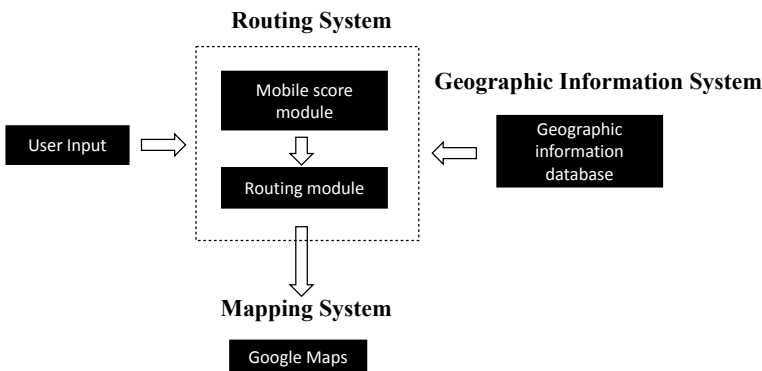 Routing System
Mobile score
module
Geographic Information System
User Input
Geographic
information
database
Routing module
Mapping System
Google Maps